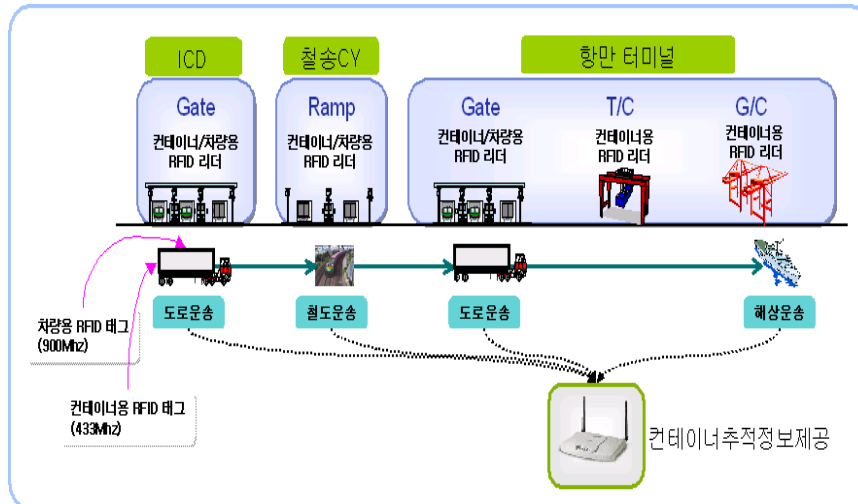 ICD
철송CY
항만 터미널
Gate
Ramp
Gate
T/C
G/C
컨테이너/차량용
RFID 리더
컨테이너/차량용
RFID 리더
컨테이너/차량용
RFID 리더
컨테이너용
RFID 리더
컨테이너용
RFID 리더
도로운송
철도운송
도로운송
해상운송
차량용 RFID 태그
(900Mhz)
컨테이너용 RFID 태그
(433Mhz)
컨테이너추적정보제공